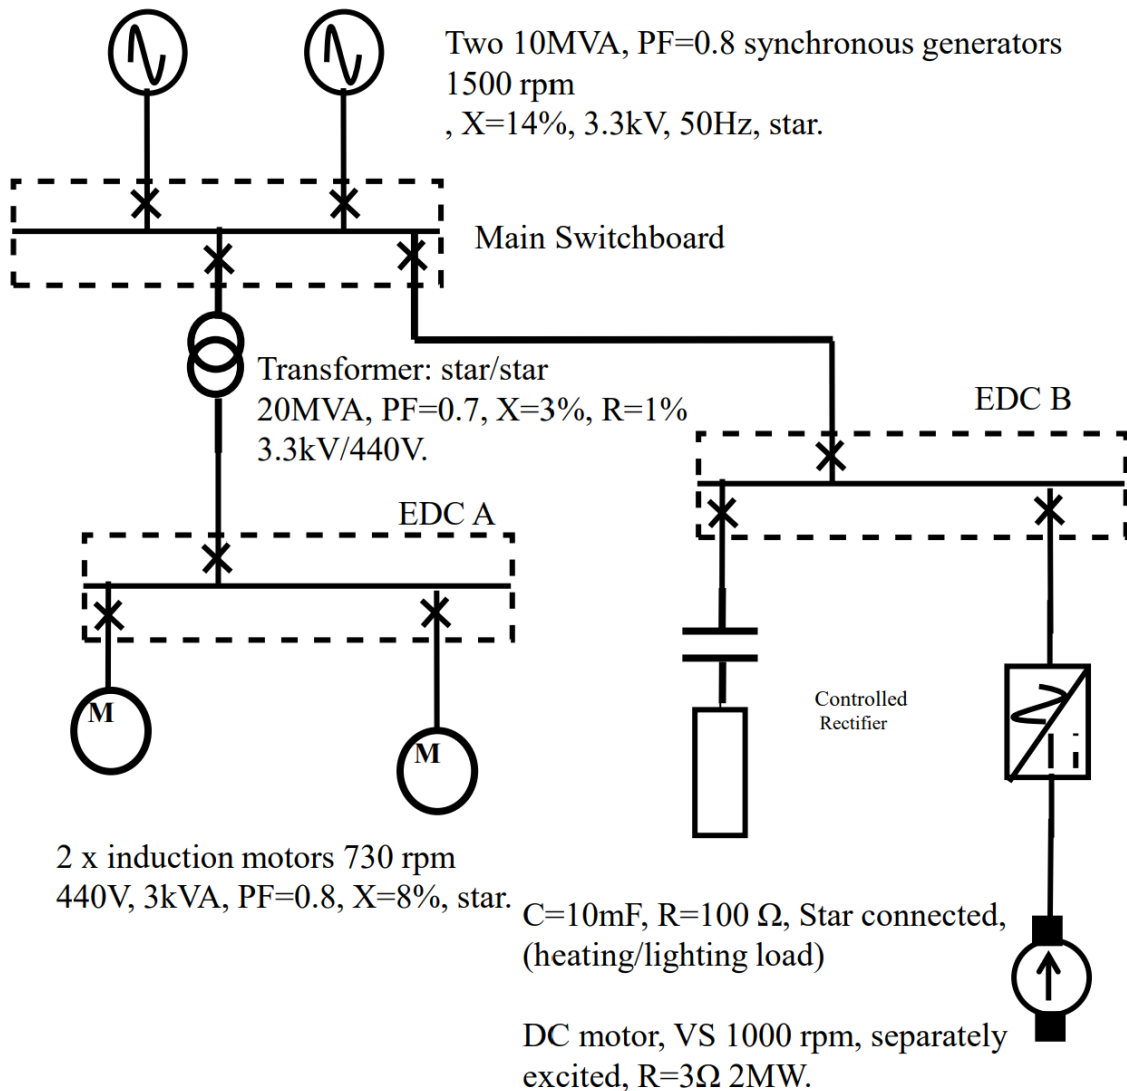 Two 10MVA, PF=0.8 synchronous generators
1500 rpm
, X=14%, 3.3kV, 50Hz, star.
Main Switchboard
Transformer: star/star
20MVA, PF=0.7, X=3%, R=1%
3.3kV/440V.
EDC B
EDC A
M
M
Controlled
Rectifier
2 x induction motors 730 rpm
440V, 3kVA, PF=0.8, X=8%, star.
C=10mF, R=100 Ω, Star connected,
(heating/lighting load)
DC motor, VS 1000 rpm, separately
excited, R=3Ω 2MW.